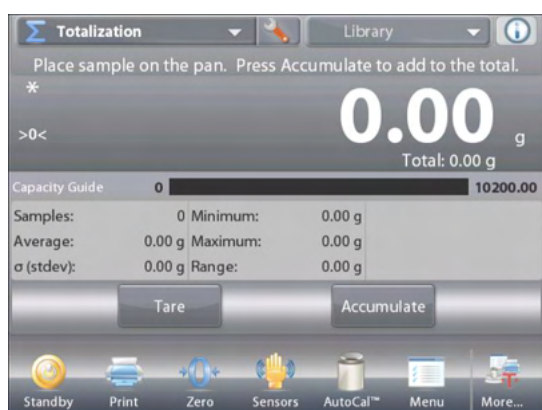 Σ Totalization Library
Place sample on the pan. Press Accumulate to add to the total.
*
0.00 g
>0<
Total: 0.00 g
Capacity Guide 0 10200.00
Samples: 0 Minimum: 0.00 g
Average: 0.00 g Maximum: 0.00 g
σ (stdev): 0.00 g Range: 0.00 g
Tare Accumulate
→0← T
Standby Print Zero Sensors AutoCal™ Menu More...